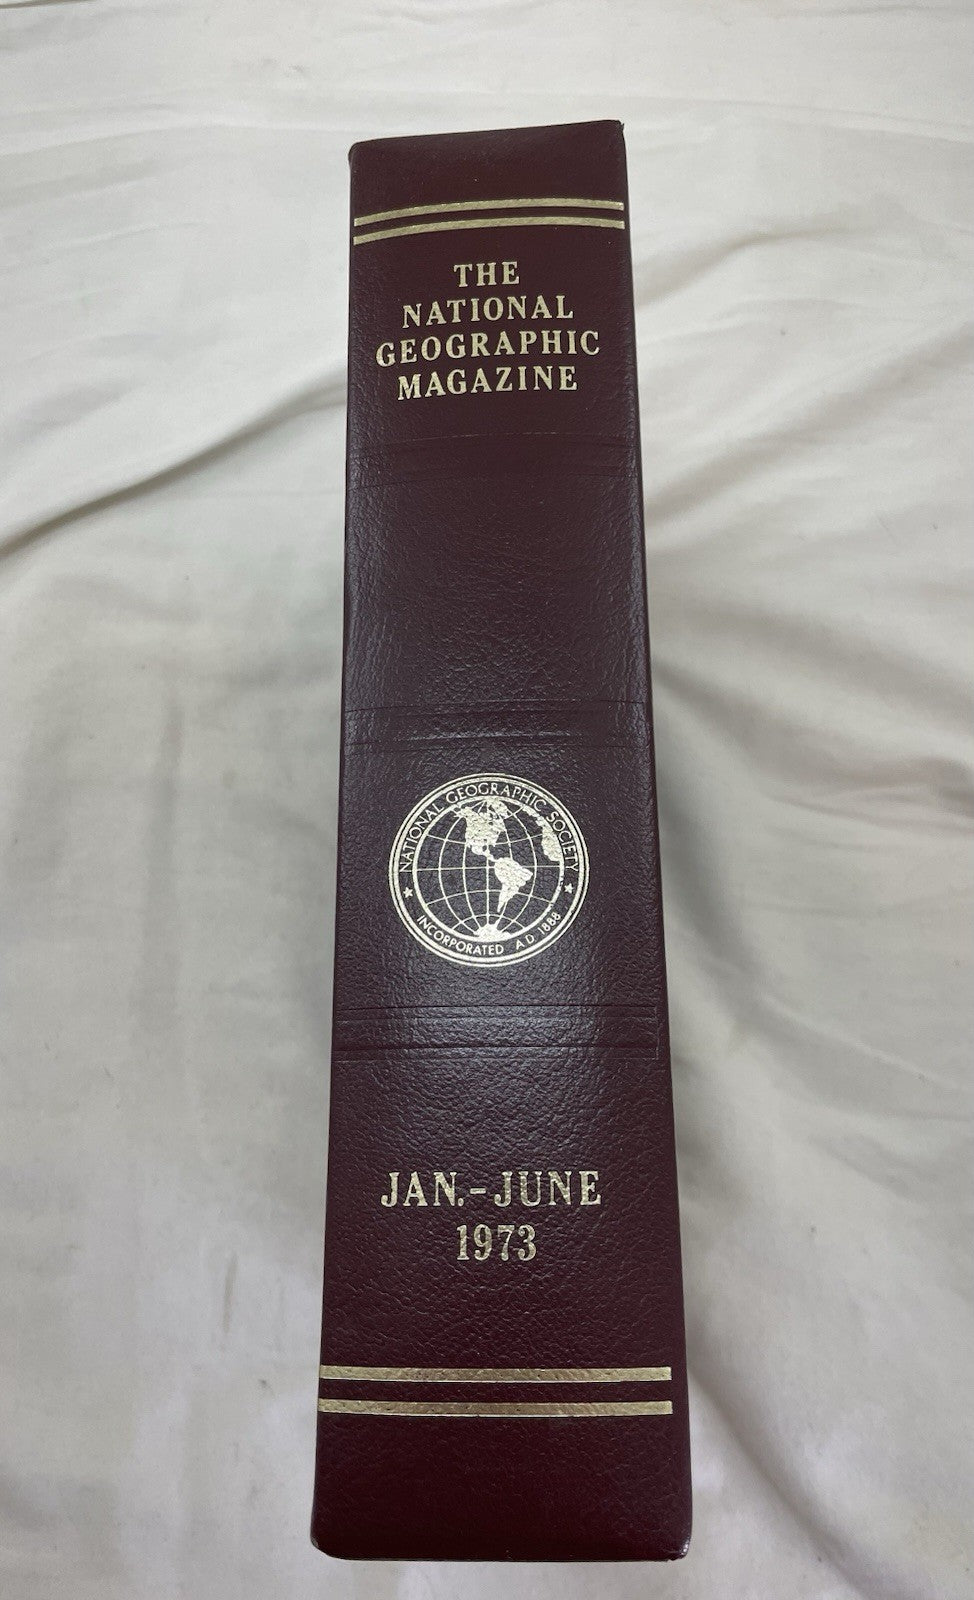 THE
NATIONAL
GEOGRAPHIC
MAGAZINE
NATIONAL GEOGRAPHIC SOCIETY
INCORPORATED A.D. 1888
JAN.-JUNE
1973